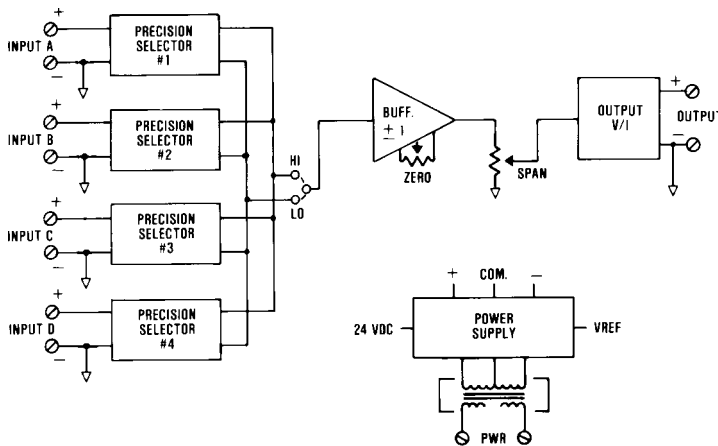 +
INPUT A
−
PRECISION
SELECTOR
#1
+
INPUT B
−
PRECISION
SELECTOR
#2
+
INPUT C
−
PRECISION
SELECTOR
#3
+
INPUT D
−
PRECISION
SELECTOR
#4
HI
LO
BUFF.
± 1
ZERO
SPAN
OUTPUT
V/I
+
OUTPUT
−
+ COM. −
24 VDC
POWER
SUPPLY
VREF
PWR